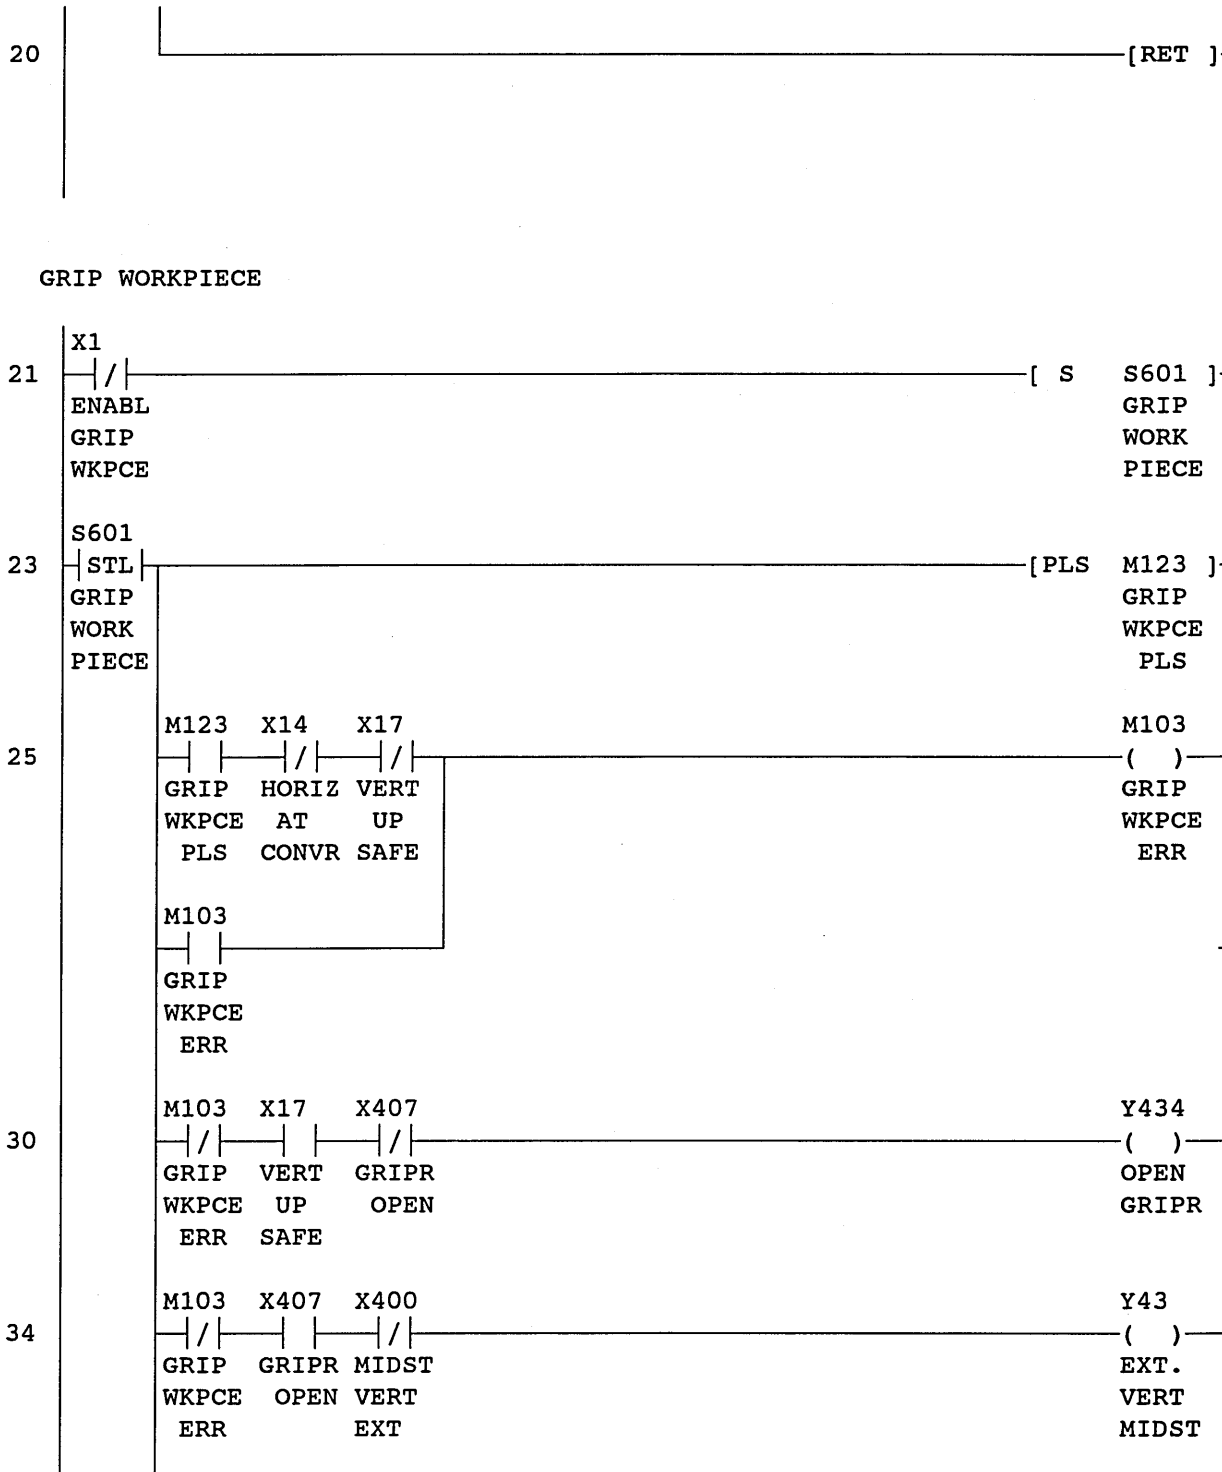 20 [RET ]
GRIP WORKPIECE
X1
21 / [ S S601 ]
ENABL GRIP
GRIP WORK
WKPCE PIECE
S601
23 STL [PLS M123 ]
GRIP GRIP
WORK WKPCE
PIECE PLS
M123 X14 X17 M103
25 / / ( )
GRIP HORIZ VERT GRIP
WKPCE AT UP WKPCE
PLS CONVR SAFE ERR
M103
GRIP
WKPCE
ERR
M103 X17 X407 Y434
30 / / ( )
GRIP VERT GRIPR OPEN
WKPCE UP OPEN GRIPR
ERR SAFE
M103 X407 X400 Y43
34 / / ( )
GRIP GRIPR MIDST EXT.
WKPCE OPEN VERT VERT
ERR EXT MIDST